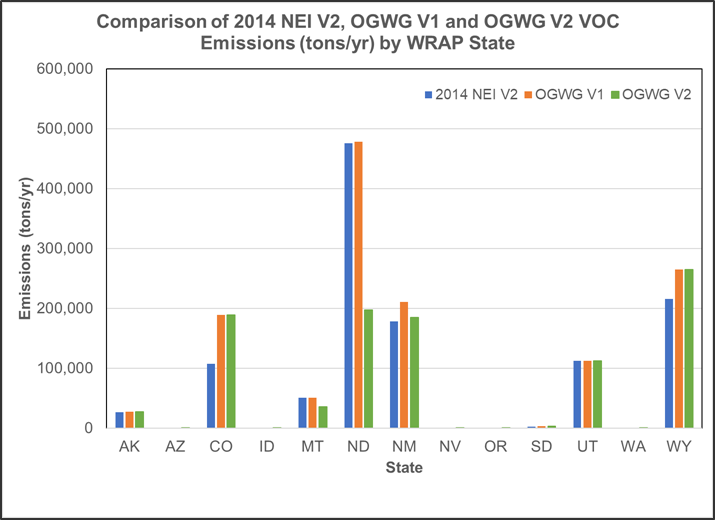 Comparison of 2014 NEI V2, OGWG V1 and OGWG V2 VOC
Emissions (tons/yr) by WRAP State
600,000
500,000
400,000
300,000
200,000
100,000
0
Emissions (tons/yr)
2014 NEI V2 OGWG V1 OGWG V2
AK AZ CO ID MT ND NM NV OR SD UT WA WY
State